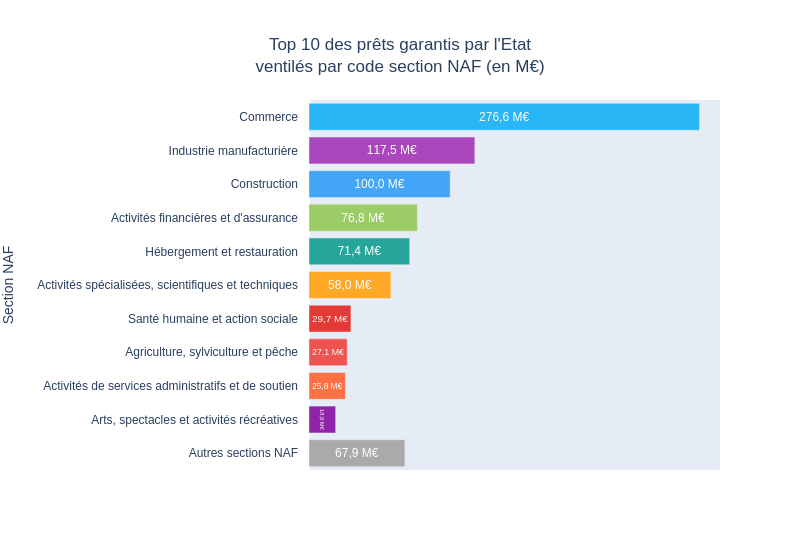 Top 10 des prêts garantis par l'Etat
ventilés par code section NAF (en M€)
Section NAF
Commerce 276,6 M€
Industrie manufacturière 117,5 M€
Construction 100,0 M€
Activités financières et d'assurance 76,8 M€
Hébergement et restauration 71,4 M€
Activités spécialisées, scientifiques et techniques 58,0 M€
Santé humaine et action sociale 29,7 M€
Agriculture, sylviculture et pêche 27,1 M€
Activités de services administratifs et de soutien 25,8 M€
Arts, spectacles et activités récréatives M€
Autres sections NAF 67,9 M€